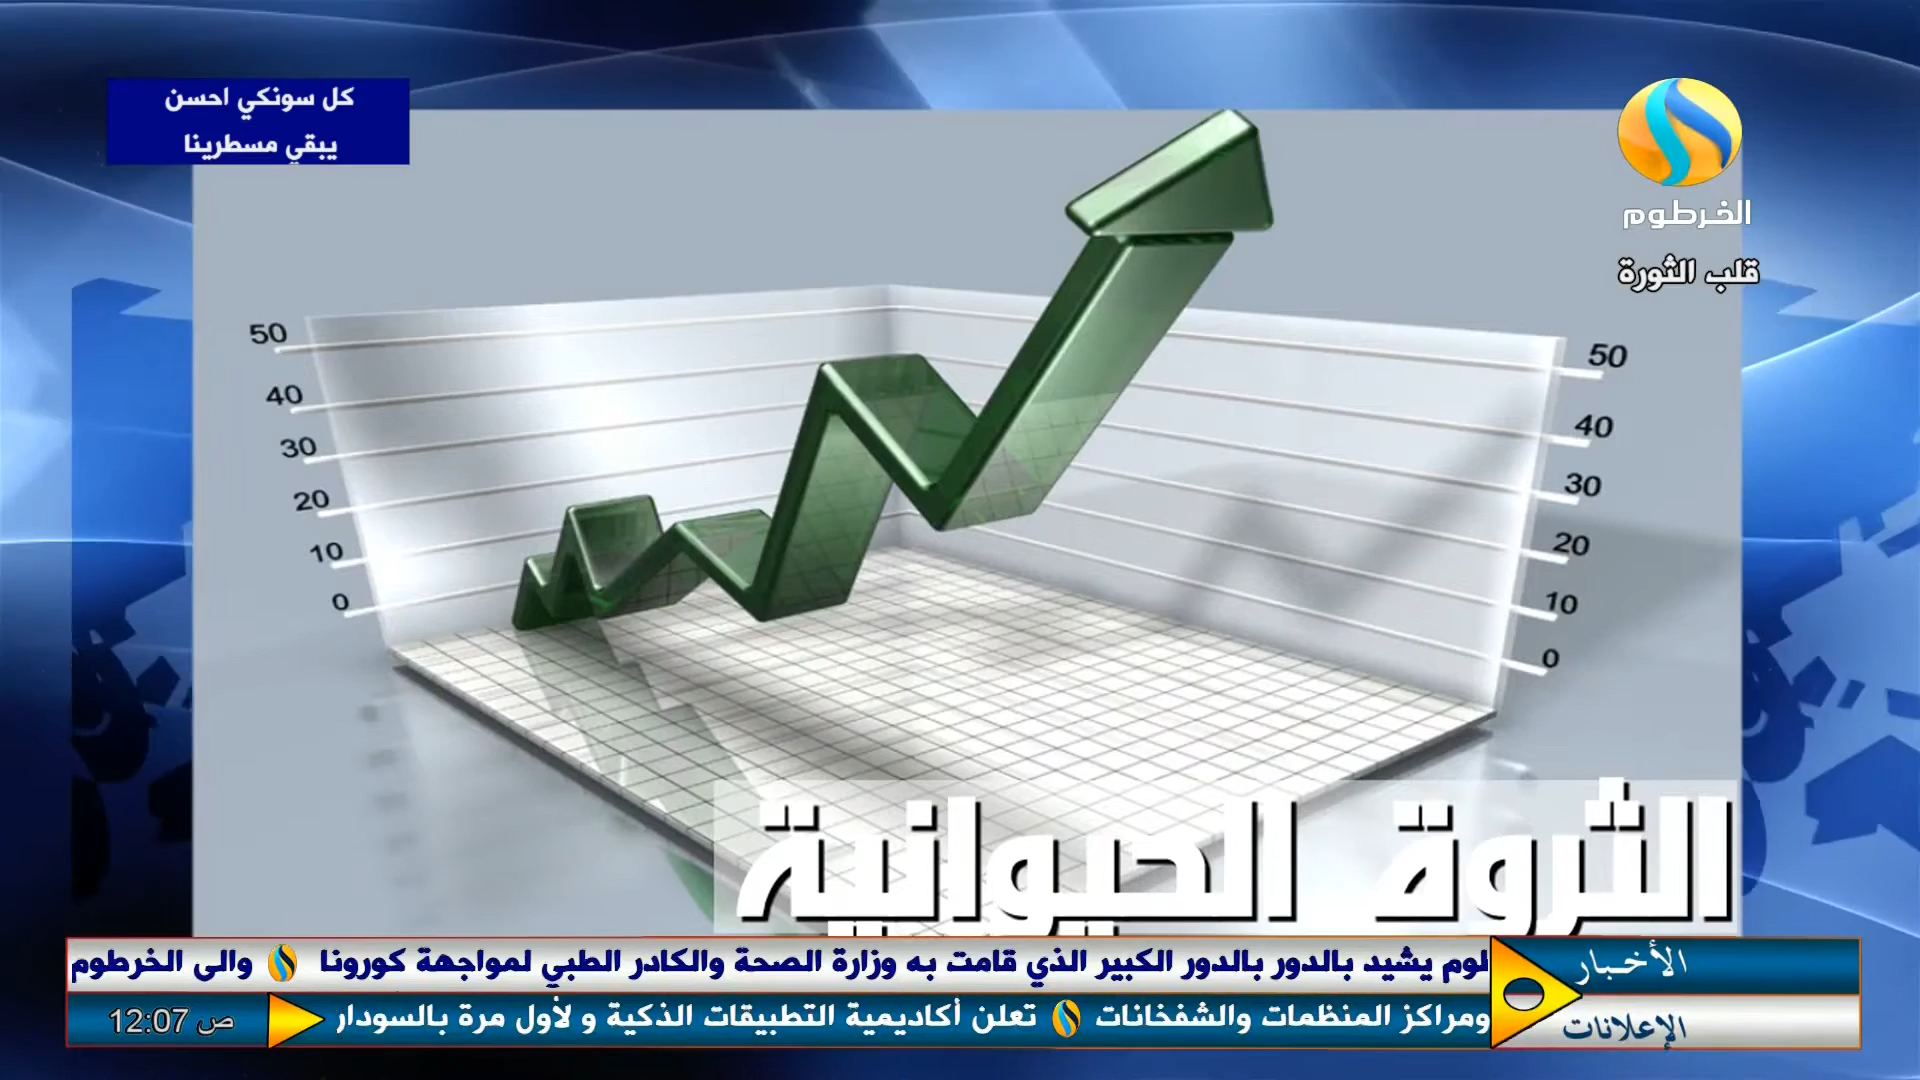 كل سونكي احسن
يبقي مسطرينا
الخرطوم
قلب الثورة
50
40
30
20
10
0
50
40
30
20
10
0
الثروة الحيوانية
الأخبار
يشيد بالدور بالدور الكبير الذي قامت به وزارة الصحة والكادر الطبي لمواجهة كورونا والى الخرطوم
الإعلانات
ومراكز المنظمات والشفخانات تعلن أكاديمية التطبيقات الذكية و لأول مرة بالسودار
12:07 ص